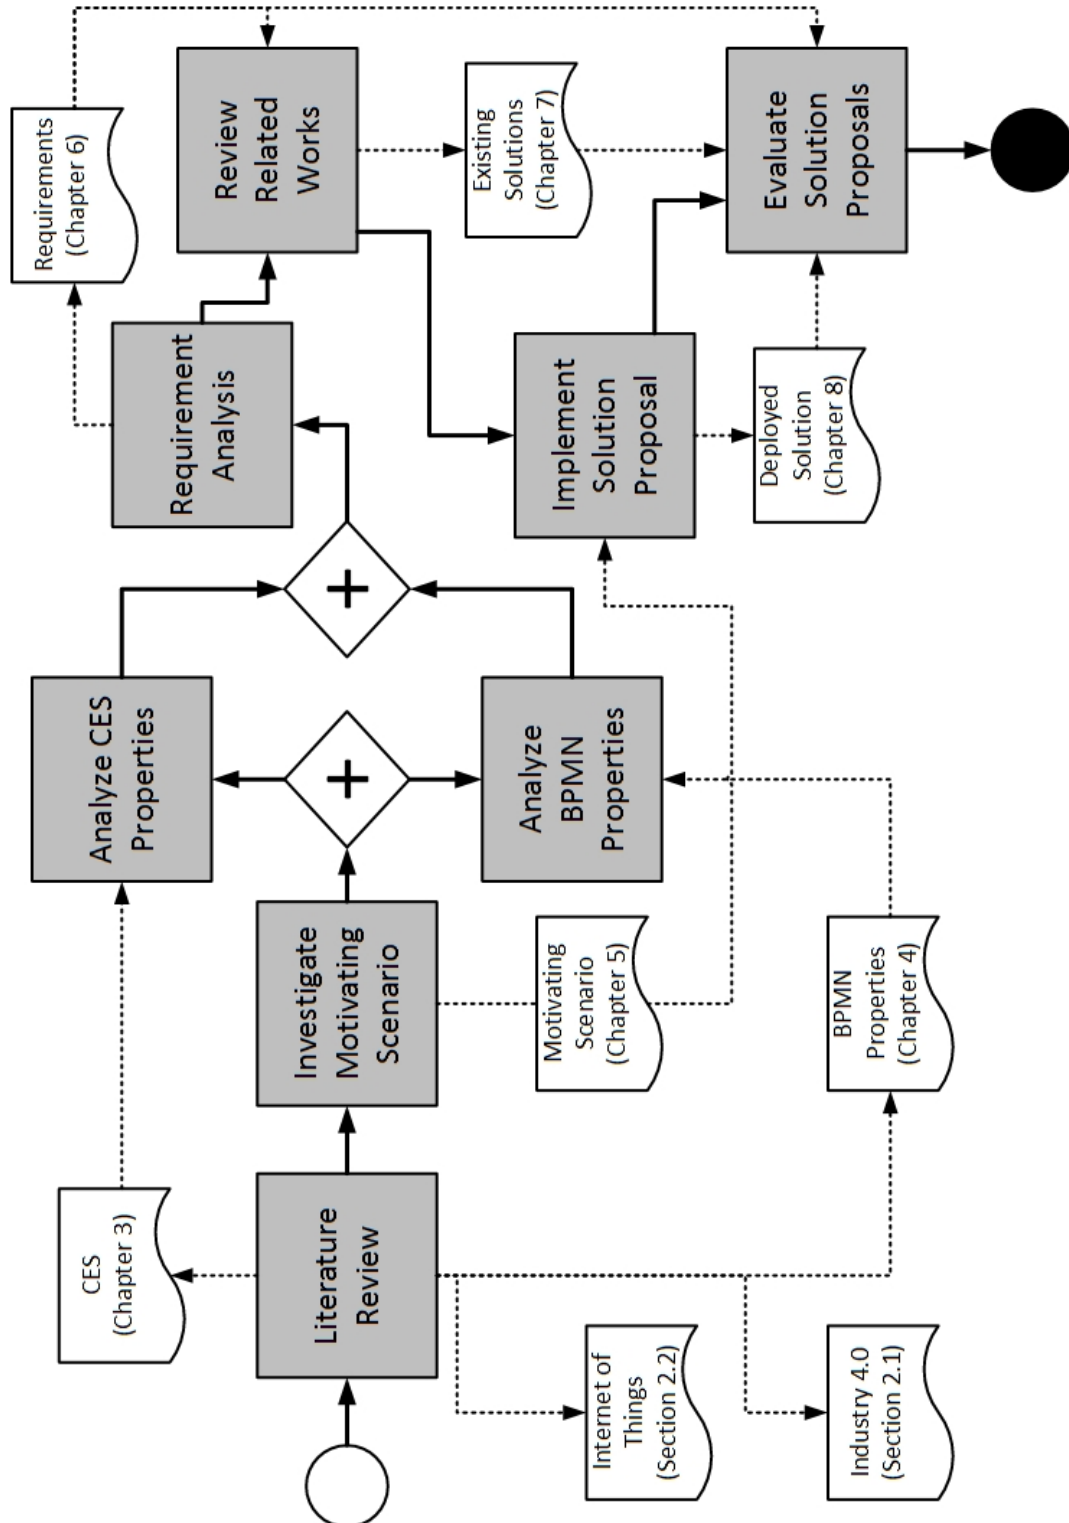 Literature
Review
CES
(Chapter 3)
Internet of
Things
(Section 2.2)
Industry 4.0
(Section 2.1)
Investigate
Motivating
Scenario
Motivating
Scenario
(Chapter 5)
BPMN
Properties
(Chapter 4)
Analyze CES
Properties
+
Analyze
BPMN
Properties
+
Requirement
Analysis
Requirements
(Chapter 6)
Review
Related
Works
Existing
Solutions
(Chapter 7)
Implement
Solution
Proposal
Deployed
Solution
(Chapter 8)
Evaluate
Solution
Proposals